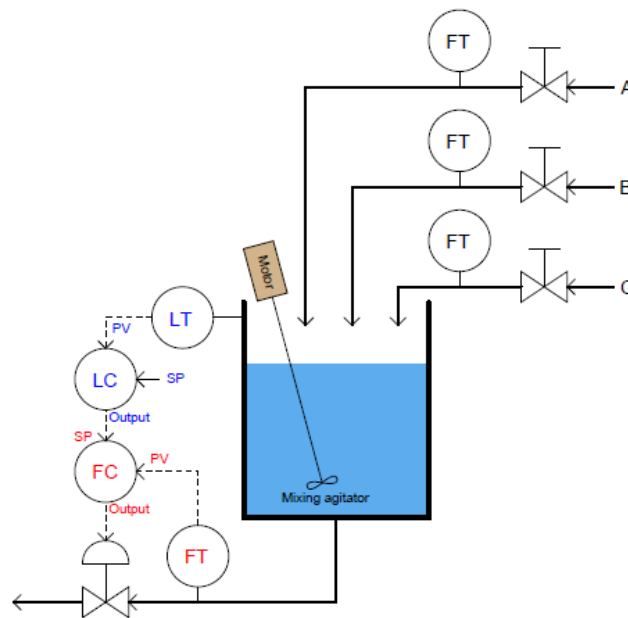 FT
A
FT
B
FT
C
Motor
LT
PV
LC
SP
Output
SP
FC
PV
Output
FT
Mixing agitator